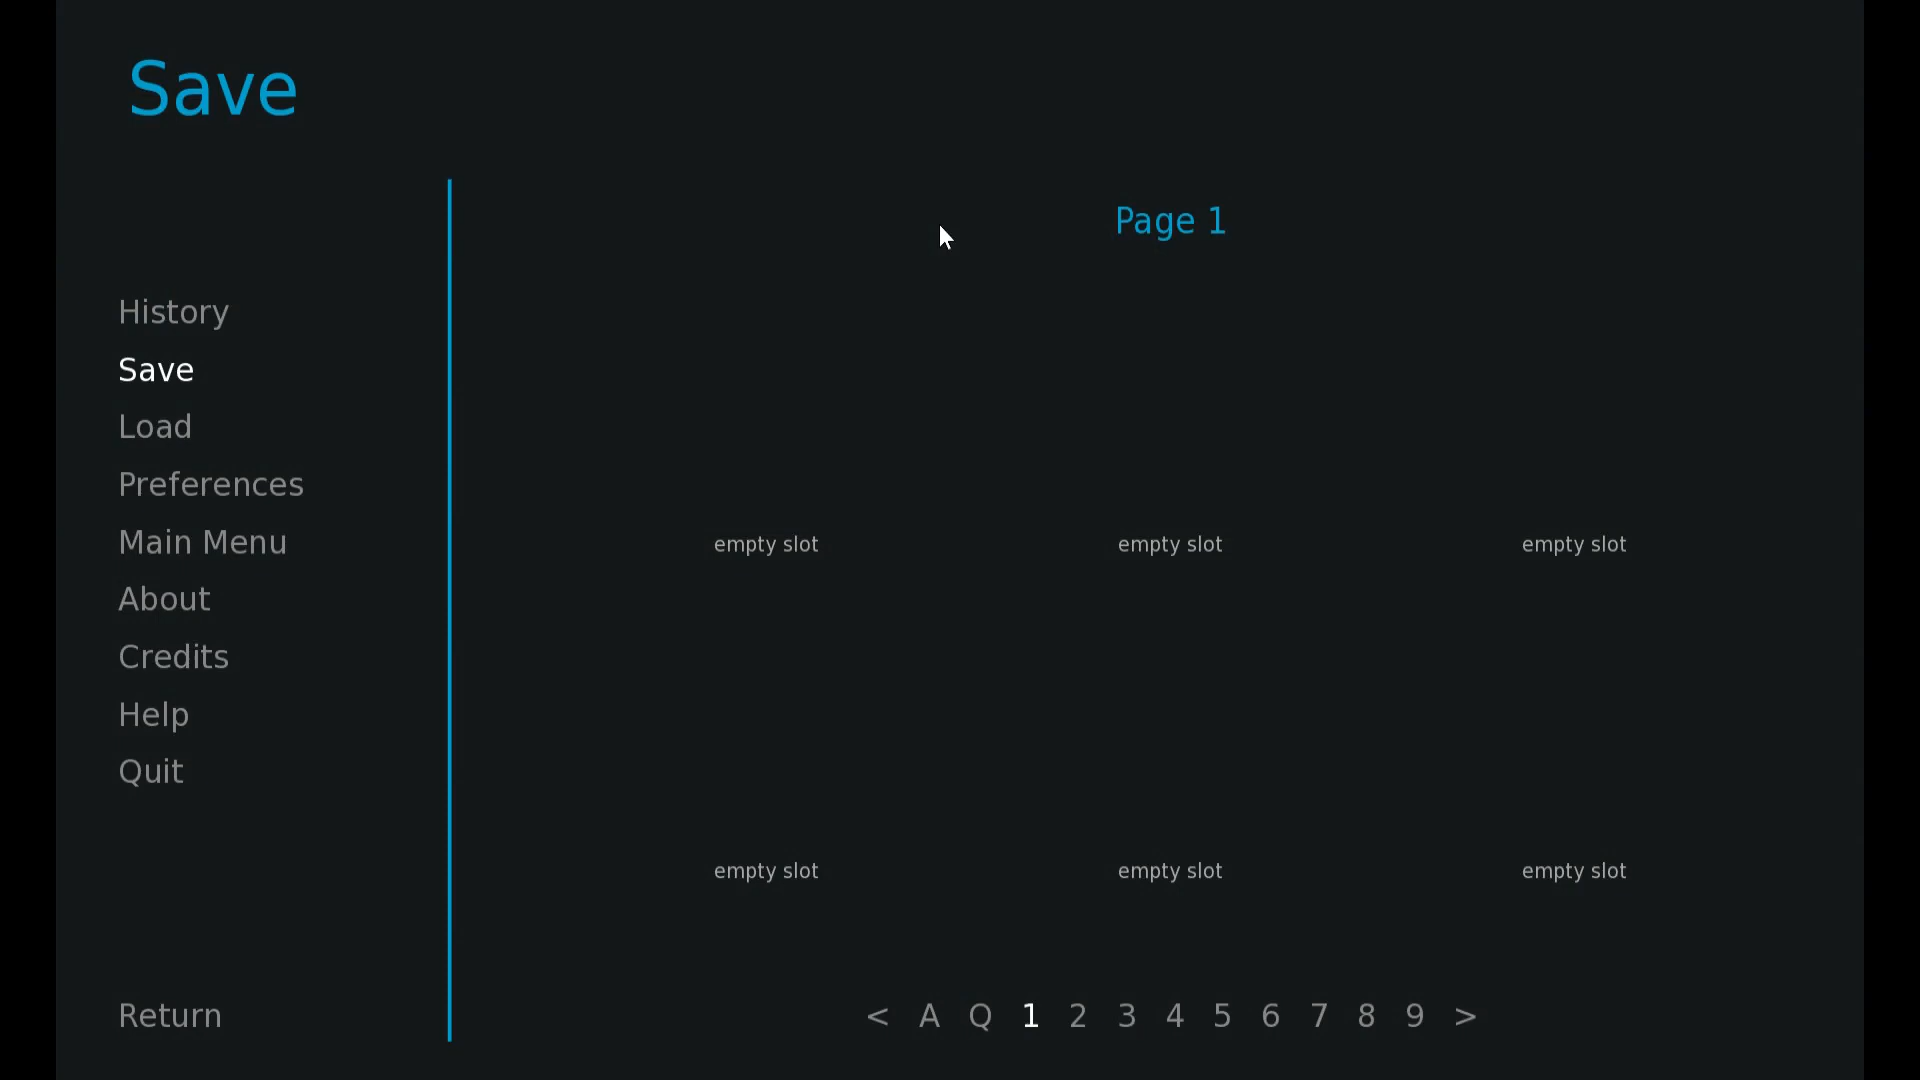 Save
Page 1
History
Save
Load
Preferences
Main Menu
About
Credits
Help
Quit
empty slot empty slot empty slot
empty slot empty slot empty slot
Return
< A Q 1 2 3 4 5 6 7 8 9 >